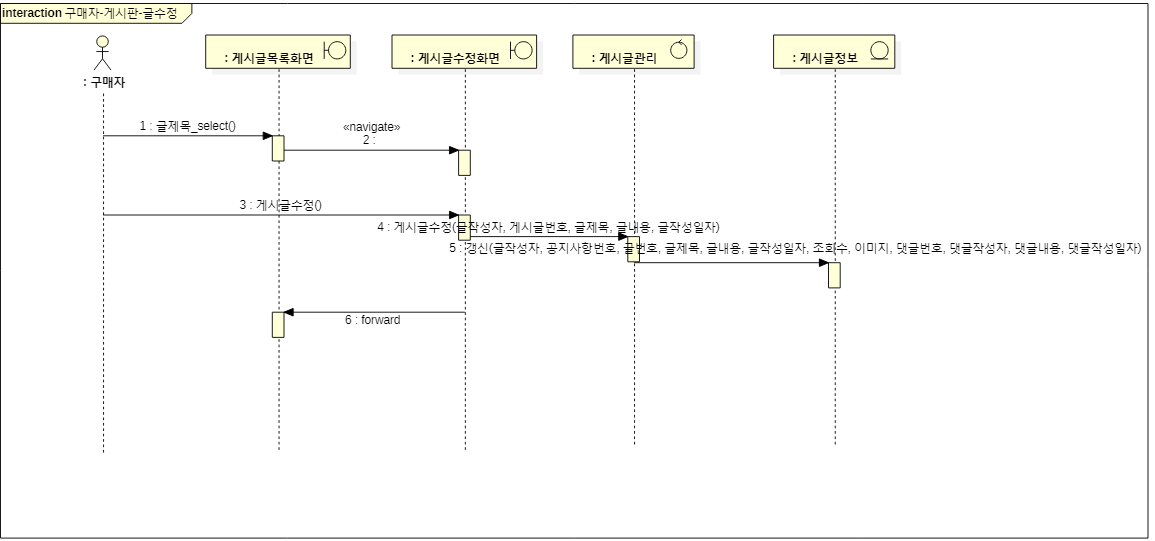 interaction 구매자-게시판-글수정
: 구매자
: 게시글목록화면
: 게시글수정화면
: 게시글관리
: 게시글정보
1 : 글제목_select()
«navigate»
2 :
3 : 게시글수정()
4 : 게시글수정(글작성자, 게시글번호, 글제목, 글내용, 글작성일자)
5 : 갱신(글작성자, 공지사항번호, 글번호, 글제목, 글내용, 글작성일자, 조회수, 이미지, 댓글번호, 댓글작성자, 댓글내용, 댓글작성일자)
6 : forward